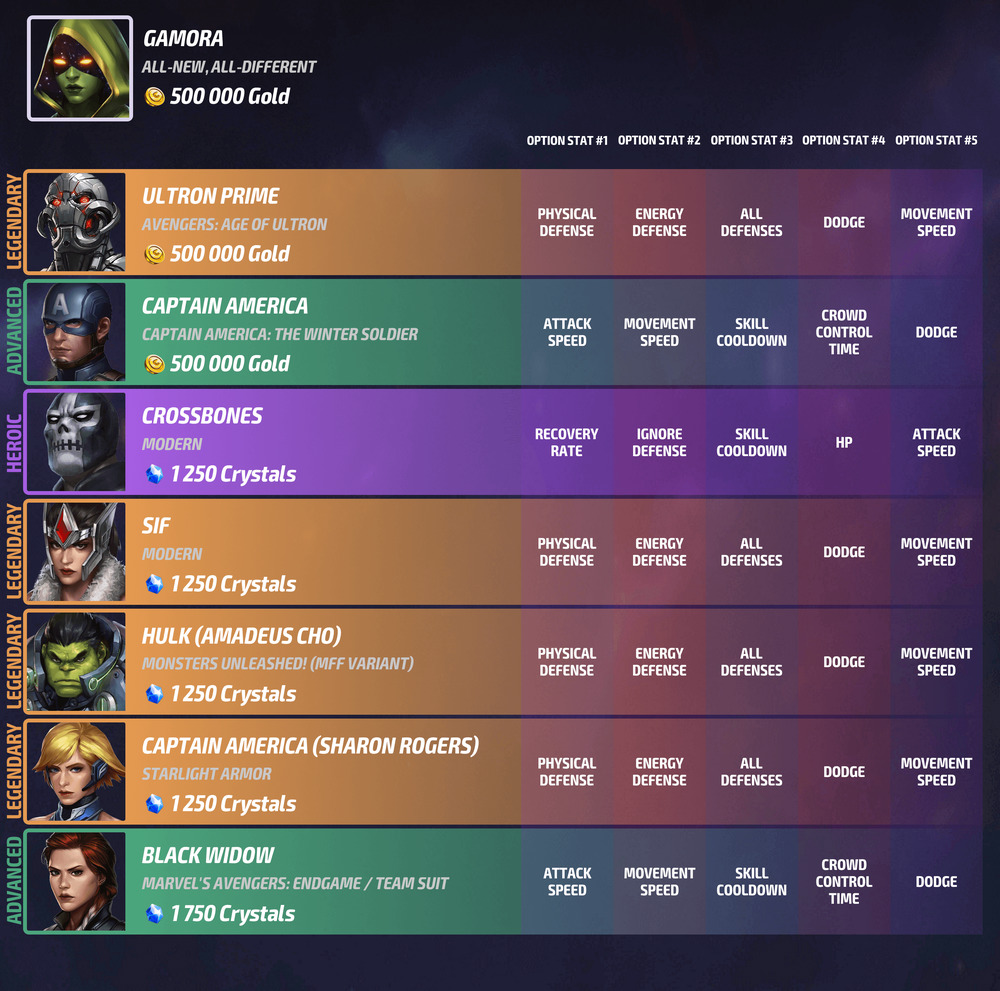 GAMORA
ALL-NEW, ALL-DIFFERENT
500 000 Gold
OPTION STAT #1 OPTION STAT #2 OPTION STAT #3 OPTION STAT #4 OPTION STAT #5
LEGENDARY
ULTRON PRIME
AVENGERS: AGE OF ULTRON
500 000 Gold
PHYSICAL DEFENSE
ENERGY DEFENSE
ALL DEFENSES
DODGE
MOVEMENT SPEED
ADVANCED
A
CAPTAIN AMERICA
CAPTAIN AMERICA: THE WINTER SOLDIER
500 000 Gold
ATTACK SPEED
MOVEMENT SPEED
SKILL COOLDOWN
CROWD CONTROL TIME
DODGE
HEROIC
CROSSBONES
MODERN
1 250 Crystals
RECOVERY RATE
IGNORE DEFENSE
SKILL COOLDOWN
HP
ATTACK SPEED
LEGENDARY
SIF
MODERN
1 250 Crystals
PHYSICAL DEFENSE
ENERGY DEFENSE
ALL DEFENSES
DODGE
MOVEMENT SPEED
LEGENDARY
HULK (AMADEUS CHO)
MONSTERS UNLEASHED! (MFF VARIANT)
1 250 Crystals
PHYSICAL DEFENSE
ENERGY DEFENSE
ALL DEFENSES
DODGE
MOVEMENT SPEED
LEGENDARY
CAPTAIN AMERICA (SHARON ROGERS)
STARLIGHT ARMOR
1 250 Crystals
PHYSICAL DEFENSE
ENERGY DEFENSE
ALL DEFENSES
DODGE
MOVEMENT SPEED
ADVANCED
BLACK WIDOW
MARVEL'S AVENGERS: ENDGAME / TEAM SUIT
1 750 Crystals
ATTACK SPEED
MOVEMENT SPEED
SKILL COOLDOWN
CROWD CONTROL TIME
DODGE